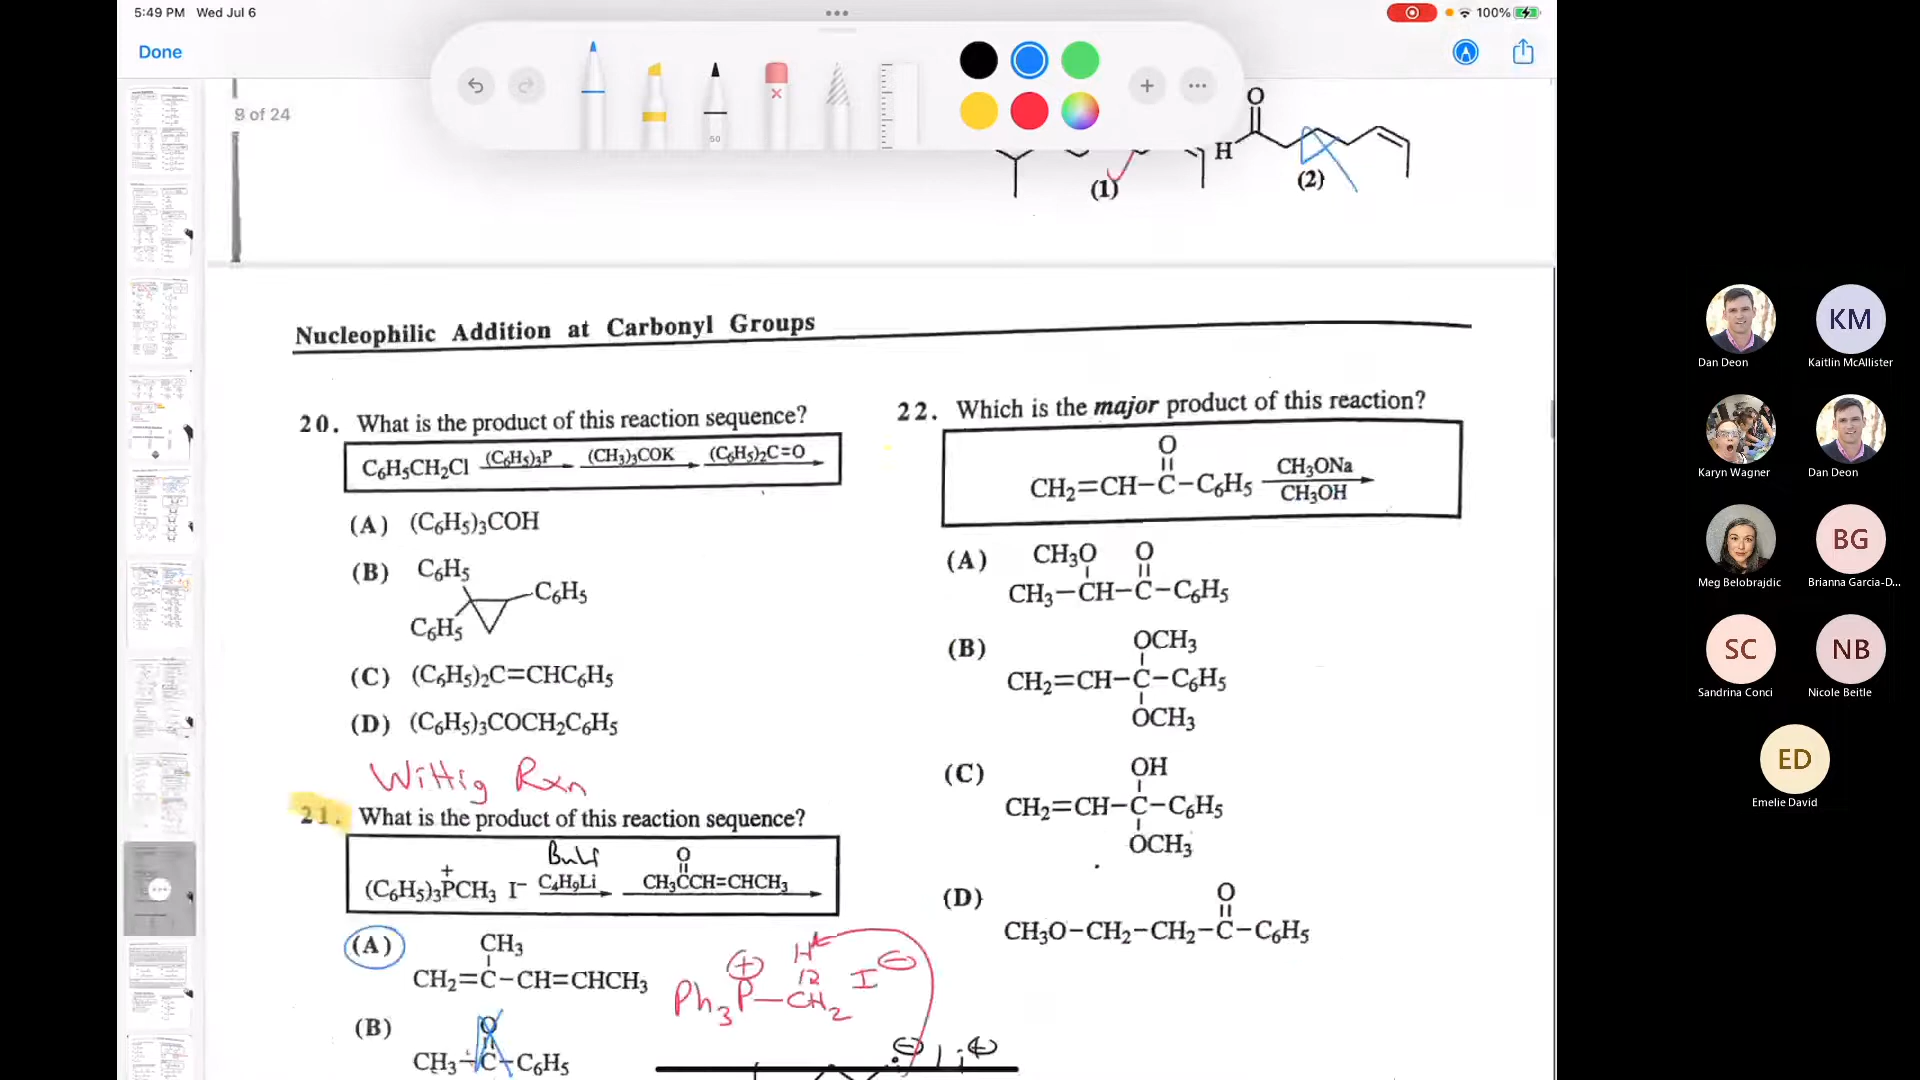 5:49 PM Wed Jul 6
100%
Done
50
8 of 24
O
H
(1)
(2)
Nucleophilic Addition at Carbonyl Groups
20. What is the product of this reaction sequence?
C6H5CH2Cl (C6H5)3P (CH3)3COK (C6H5)2C=O
(A) (C6H5)3COH
(B) C6H5
C6H5
C6H5
(C) (C6H5)2C=CHC6H5
(D) (C6H5)3COCH2C6H5
Wittig Rxn
21. What is the product of this reaction sequence?
BuLi
O
(C6H5)3PCH3 I− C4H9Li CH3CCH=CHCH3
+
(A) CH3
CH2=C-CH=CHCH3
Ph3P—CH2 I
+ H −
12
(B) O
CH3-C-C6H5
− Li +
22. Which is the major product of this reaction?
O
CH2=CH-C-C6H5 CH3ONa
CH3OH
(A) CH3O O
CH3-CH-C-C6H5
(B) OCH3
CH2=CH-C-C6H5
OCH3
(C) OH
CH2=CH-C-C6H5
OCH3
(D) O
CH3O-CH2-CH2-C-C6H5
Dan Deon
KM
Kaitlin McAllister
Karyn Wagner
Dan Deon
Meg Belobrajdic
BG
Brianna Garcia-D...
SC
Sandrina Conci
NB
Nicole Beitle
ED
Emelie David